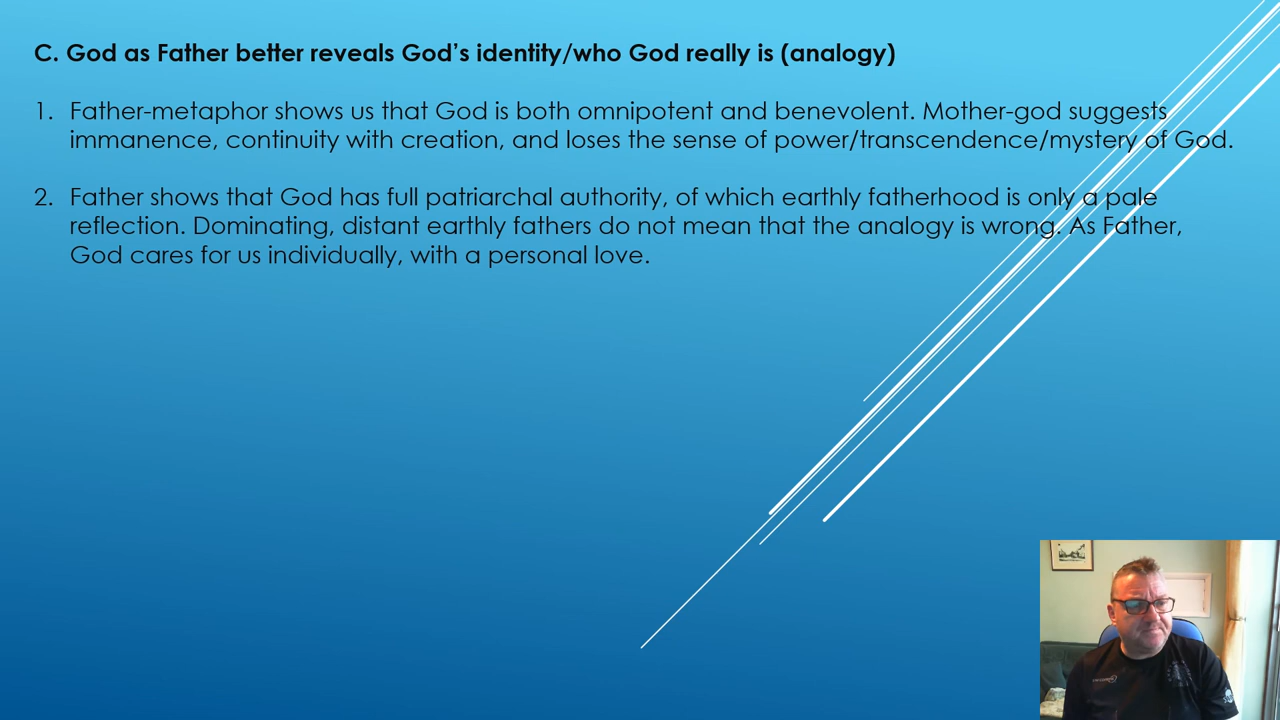 C. God as Father better reveals God's identity/who God really is (analogy)
1. Father-metaphor shows us that God is both omnipotent and benevolent. Mother-god suggests
immanence, continuity with creation, and loses the sense of power/transcendence/mystery of God.
2. Father shows that God has full patriarchal authority, of which earthly fatherhood is only a pale
reflection. Dominating, distant earthly fathers do not mean that the analogy is wrong. As Father,
God cares for us individually, with a personal love.